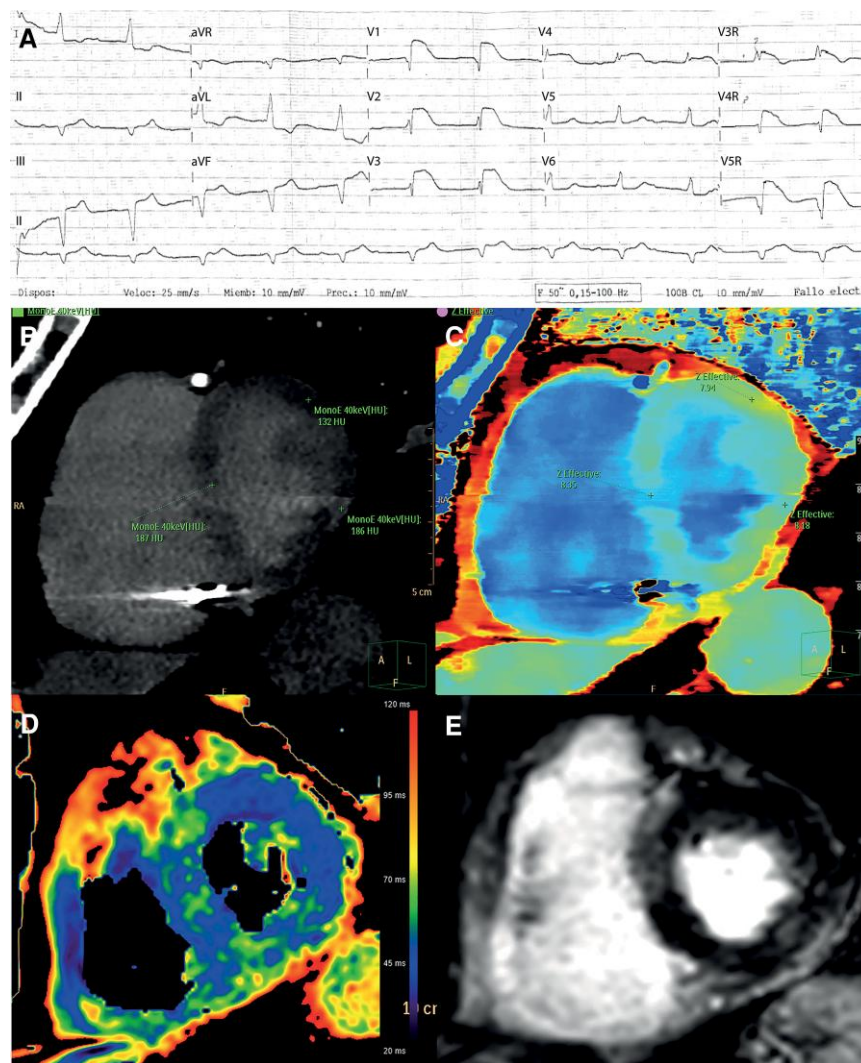 A
I aVR V1 V4 V3R
II aVL V2 V5 V4R
III aVF V3 V6 V5R
II
Dispos: Veloc: 25 mm/s Miemb: 10 mm/mV Prec.: 10 mm/mV F 50~ 0,15-100 Hz 100B CL 10 mm/mV Fallo elect
MonoE 40keV[HU]
B
MonoE 40keV[HU]:
132 HU
RA
MonoE 40keV[HU]:
187 HU
MonoE 40keV[HU]:
186 HU
5 cm
A L
F
F
Z Effective
C
Z Effective:
7.94
Z Effective:
RA
Z Effective:
8.18
A L
F
F
D
120 ms
95 ms
70 ms
45 ms
20 ms
10 cm
E